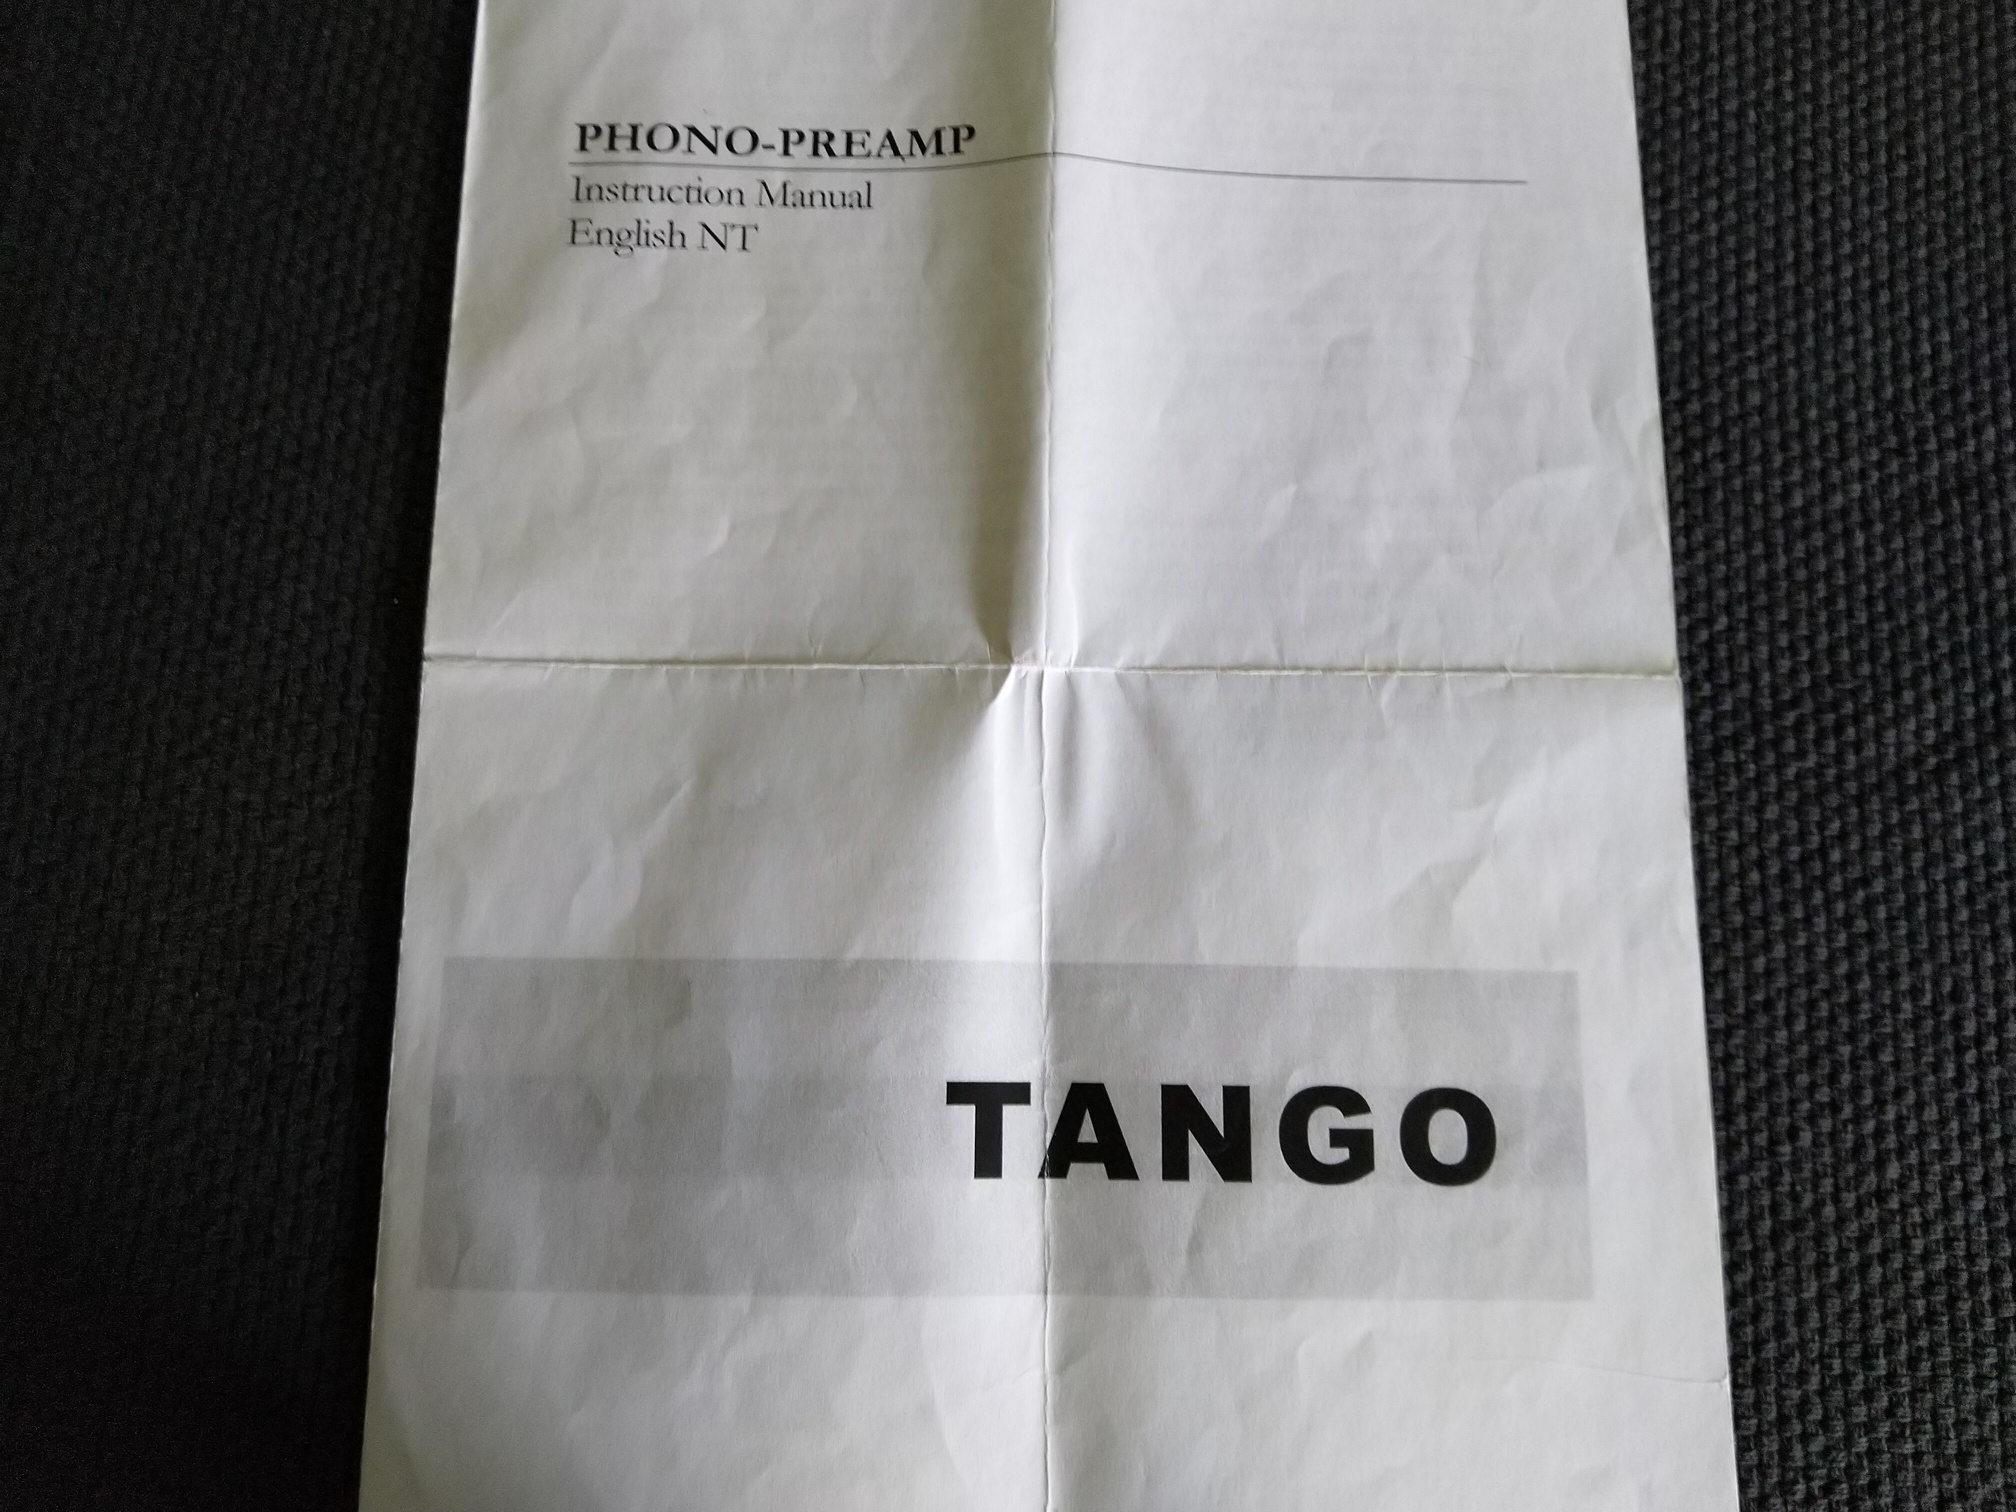 PHONO-PREAMP
Instruction Manual
English NT
TANGO